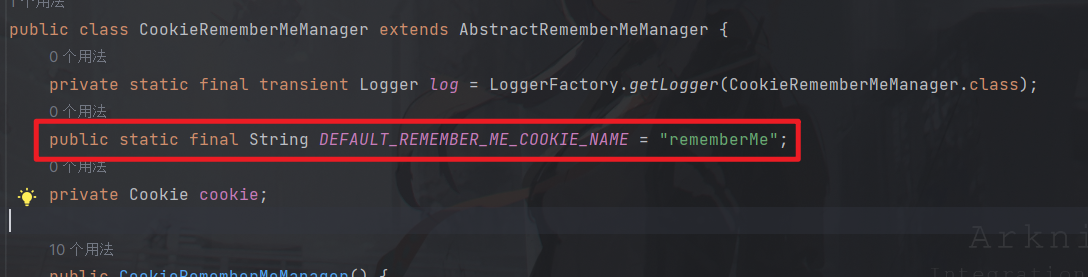 1个用法
public class CookieRememberMeManager extends AbstractRememberMeManager {
0 个用法
private static final transient Logger log = LoggerFactory.getLogger(CookieRememberMeManager.class);
0 个用法
public static final String DEFAULT_REMEMBER_ME_COOKIE_NAME = "rememberMe";
0 个用法
private Cookie cookie;
Arkni
10 个用法
public CookieRememberMeManager() {
Integration